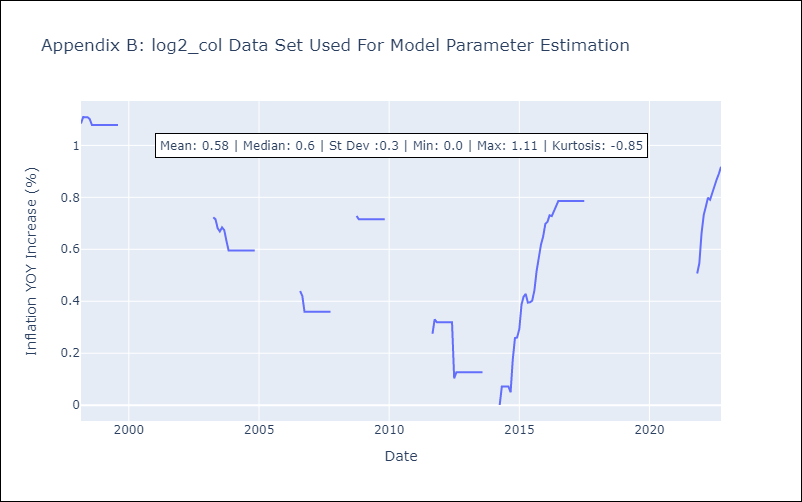 Appendix B: log2_col Data Set Used For Model Parameter Estimation
Mean: 0.58 | Median: 0.6 | St Dev :0.3 | Min: 0.0 | Max: 1.11 | Kurtosis: -0.85
Inflation YOY Increase (%)
1
0.8
0.6
0.4
0.2
0
2000
2005
2010
2015
2020
Date